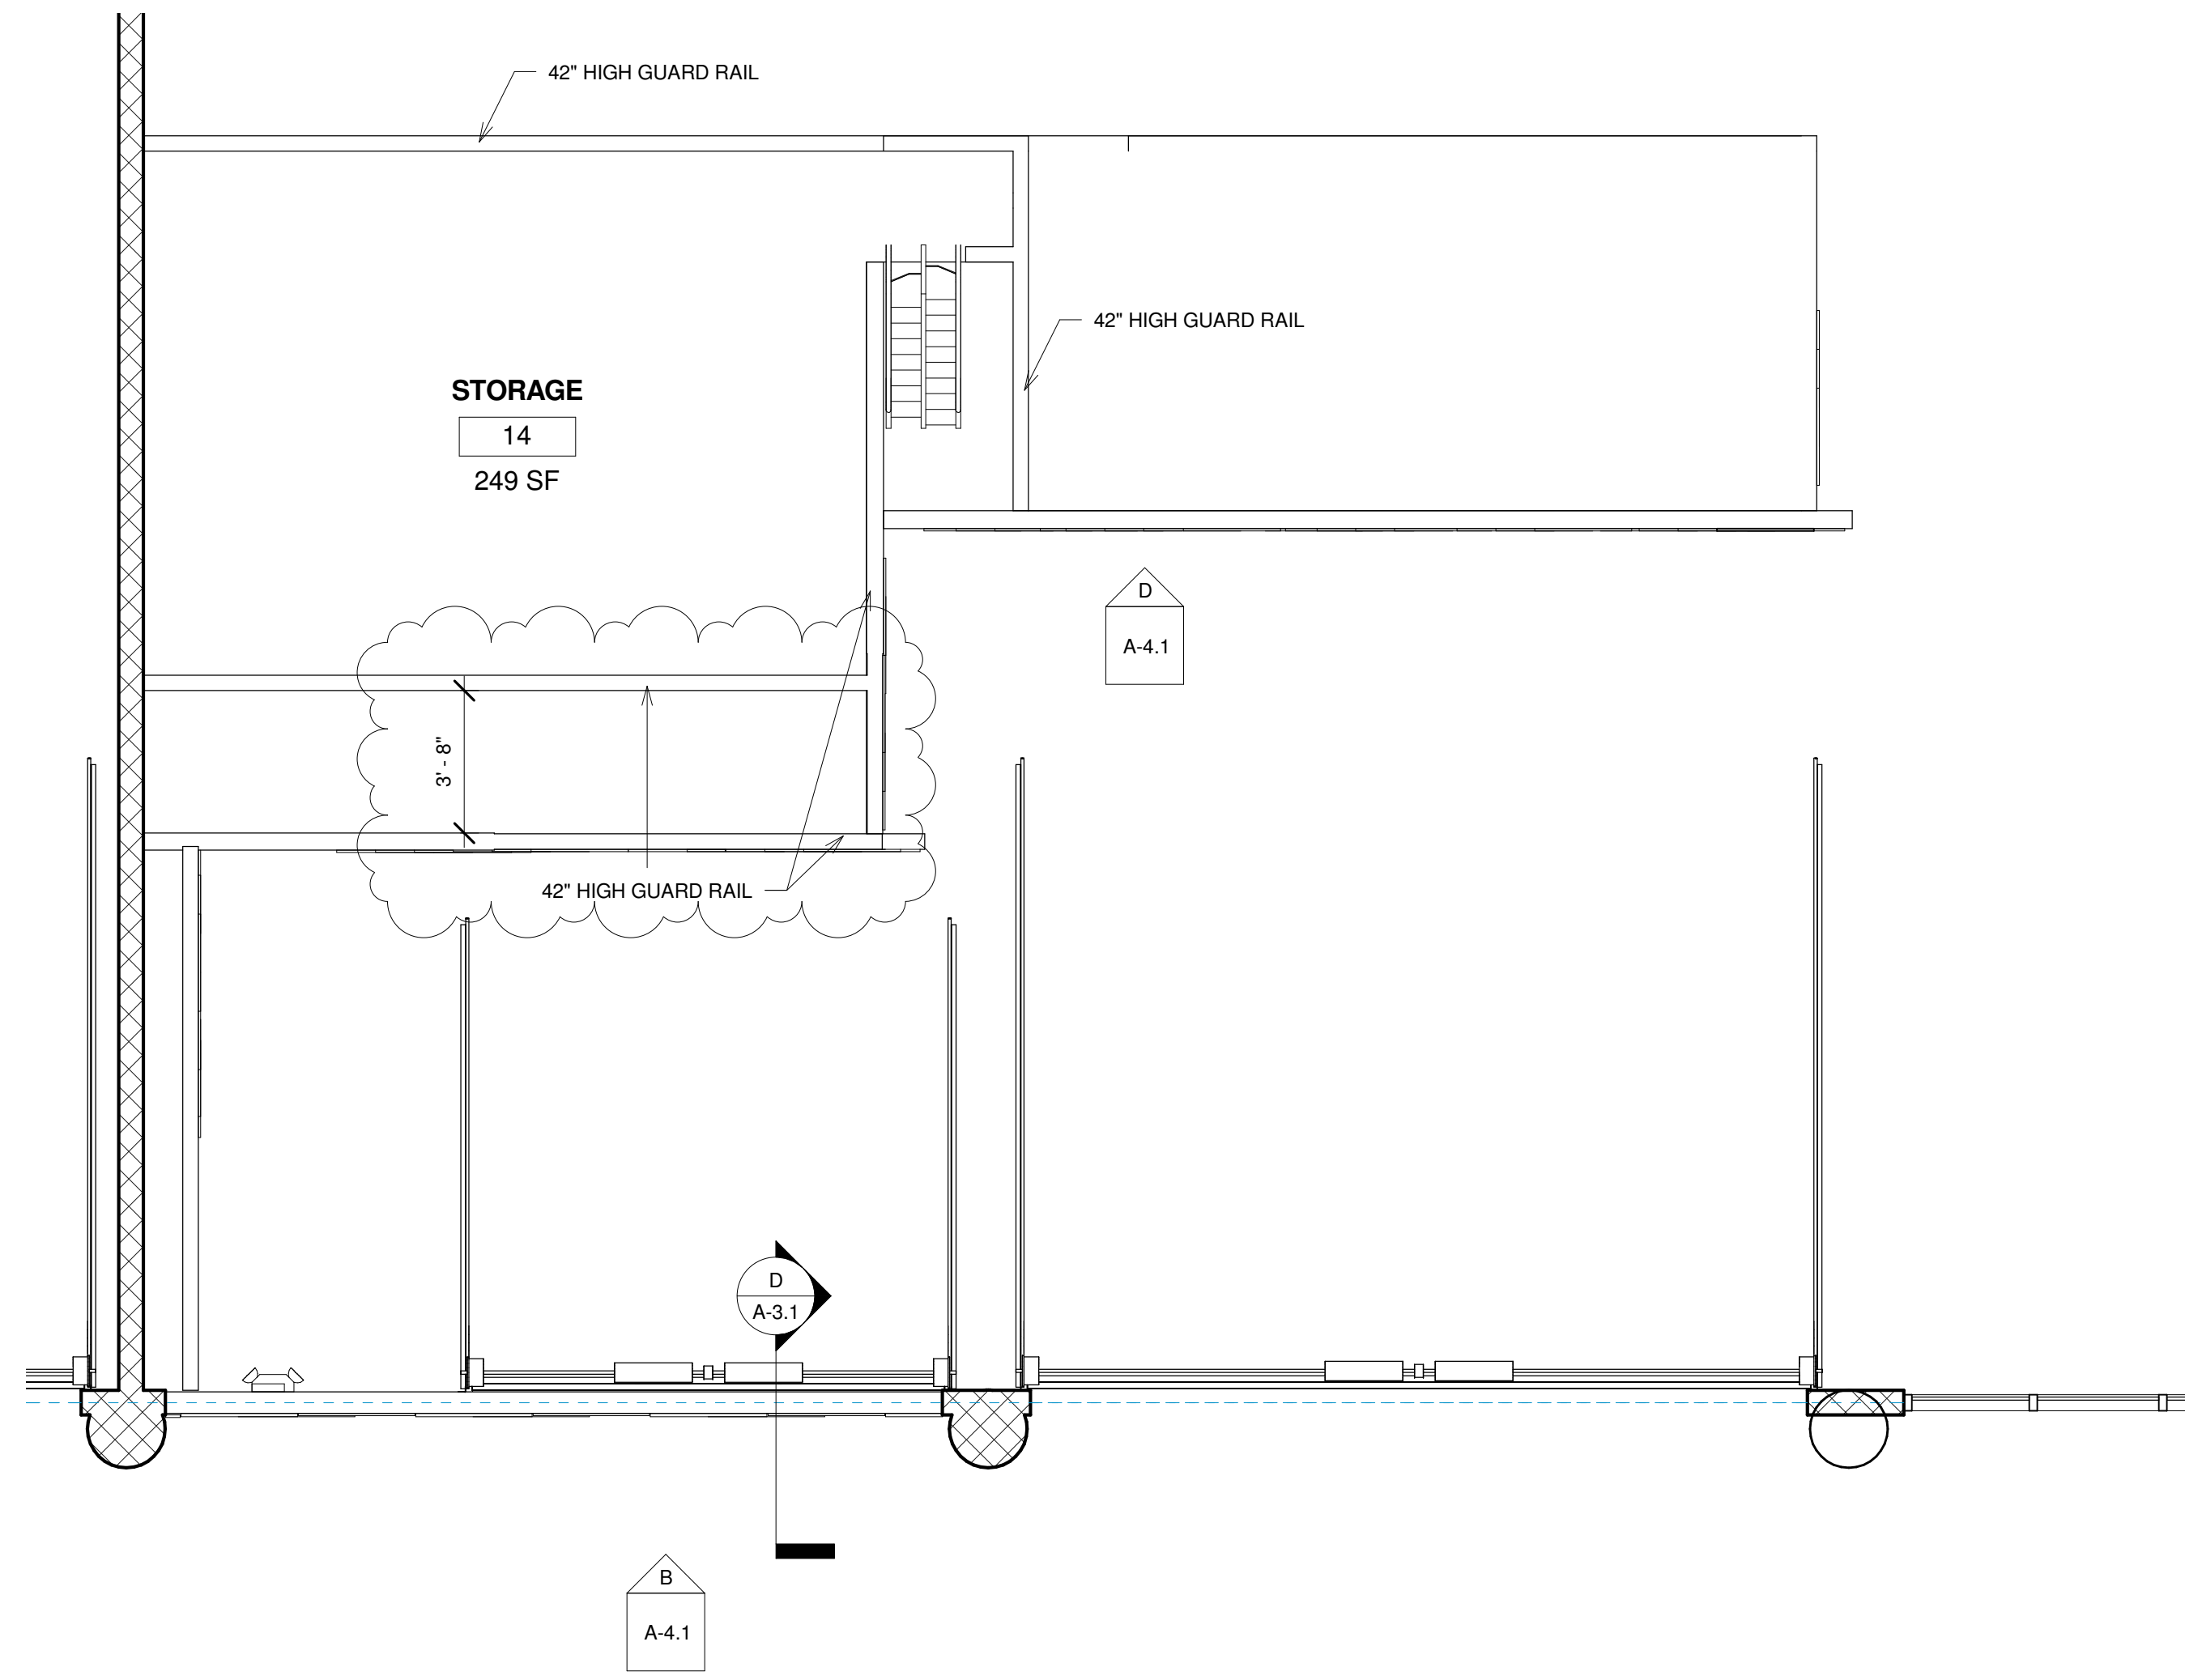 42" HIGH GUARD RAIL
42" HIGH GUARD RAIL
STORAGE
14
249 SF
D
A-4.1
3' - 8"
42" HIGH GUARD RAIL
D
A-3.1
B
A-4.1